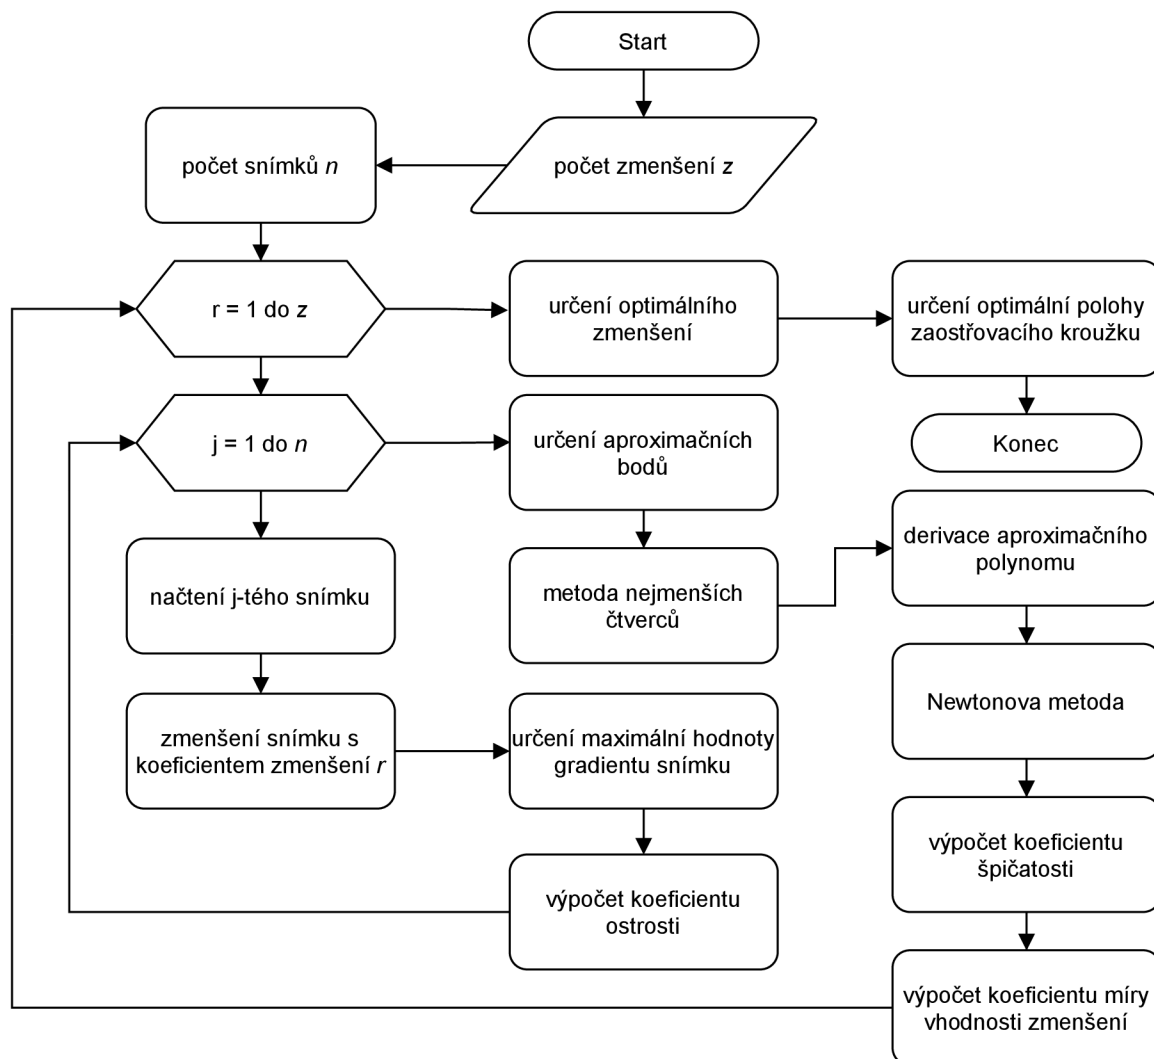 Start
počet snímků n
počet zmenšení z
r = 1 do z
určení optimálního
zmenšení
určení optimální polohy
zaostřovacího kroužku
Konec
j = 1 do n
určení aproximačních
bodů
metoda nejmenších
čtverců
derivace aproximačního
polynomu
Newtonova metoda
výpočet koeficientu
špičatosti
výpočet koeficientu míry
vhodnosti zmenšení
načtení j-tého snímku
zmenšení snímku s
koeficientem zmenšení r
určení maximální hodnoty
gradientu snímku
výpočet koeficientu
ostrosti